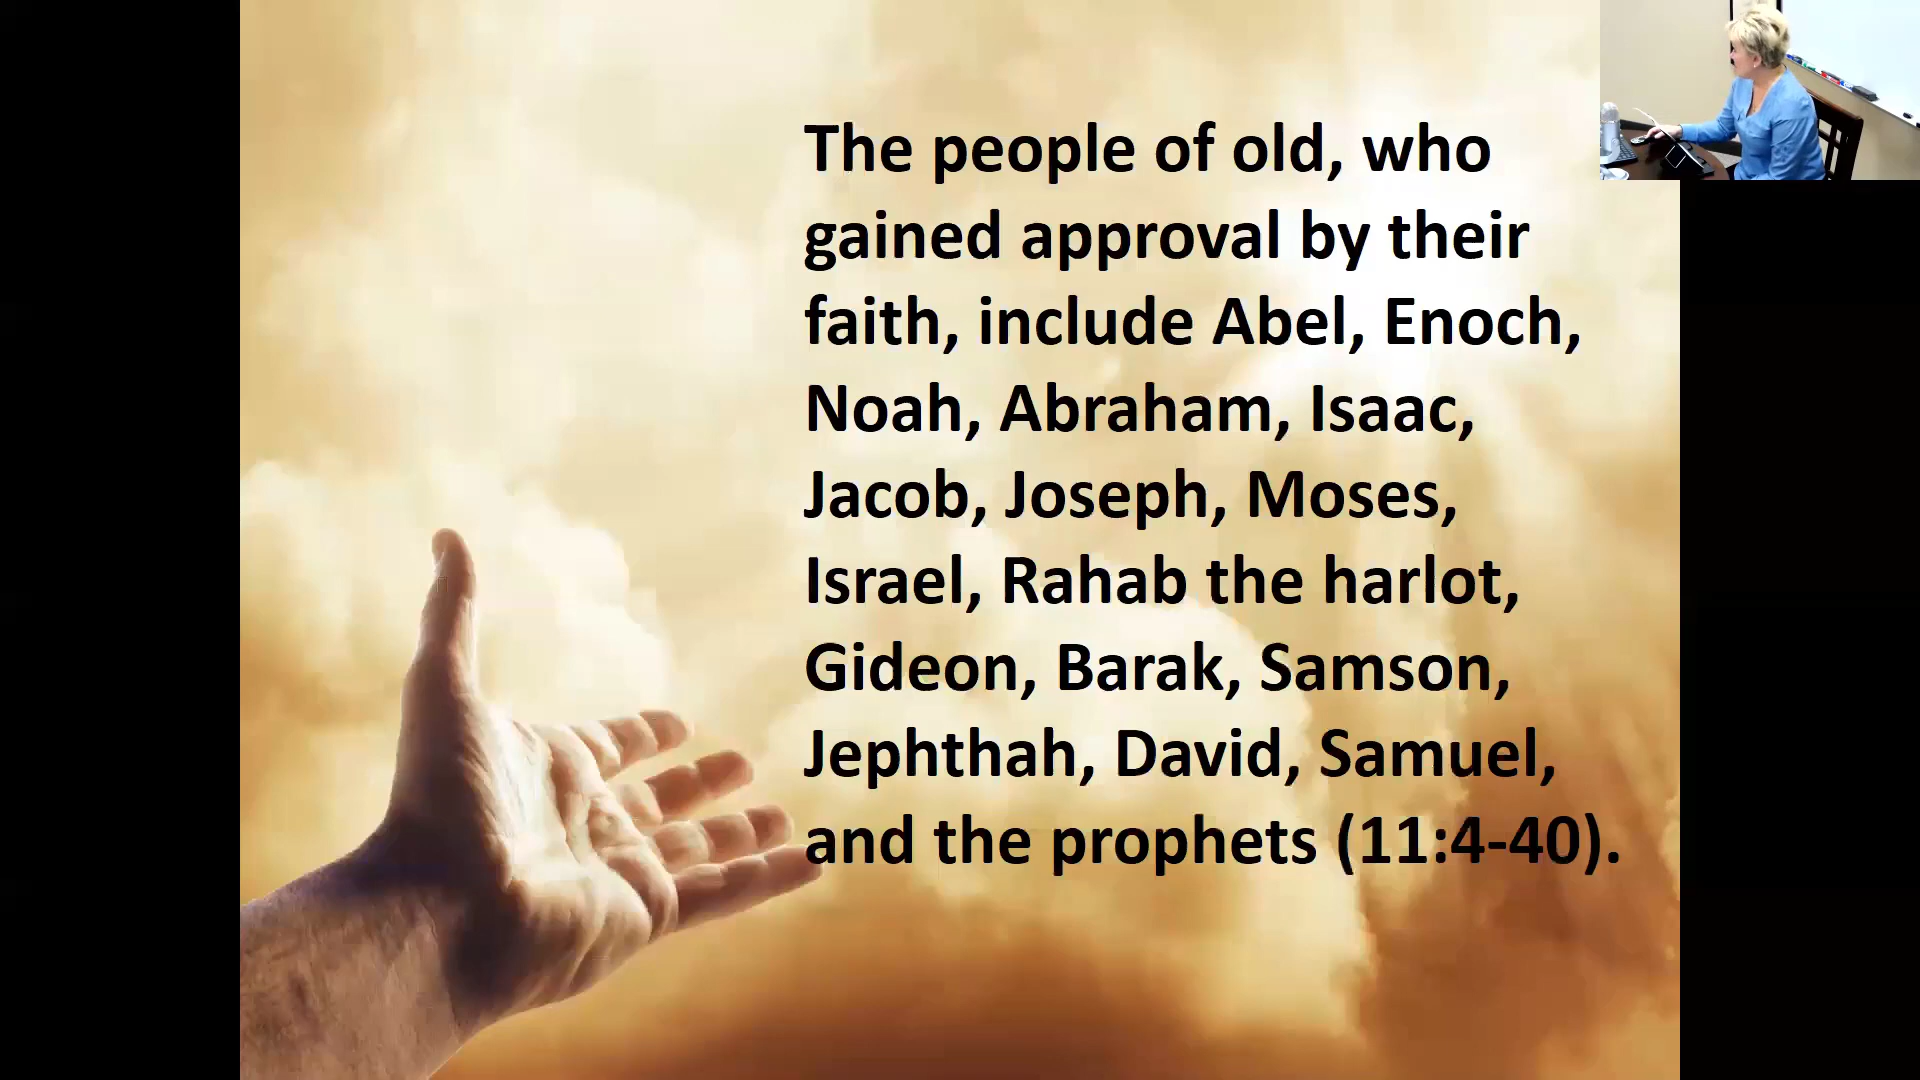 The people of old, who
gained approval by their
faith, include Abel, Enoch,
Noah, Abraham, Isaac,
Jacob, Joseph, Moses,
Israel, Rahab the harlot,
Gideon, Barak, Samson,
Jephthah, David, Samuel,
and the prophets (11:4-40).